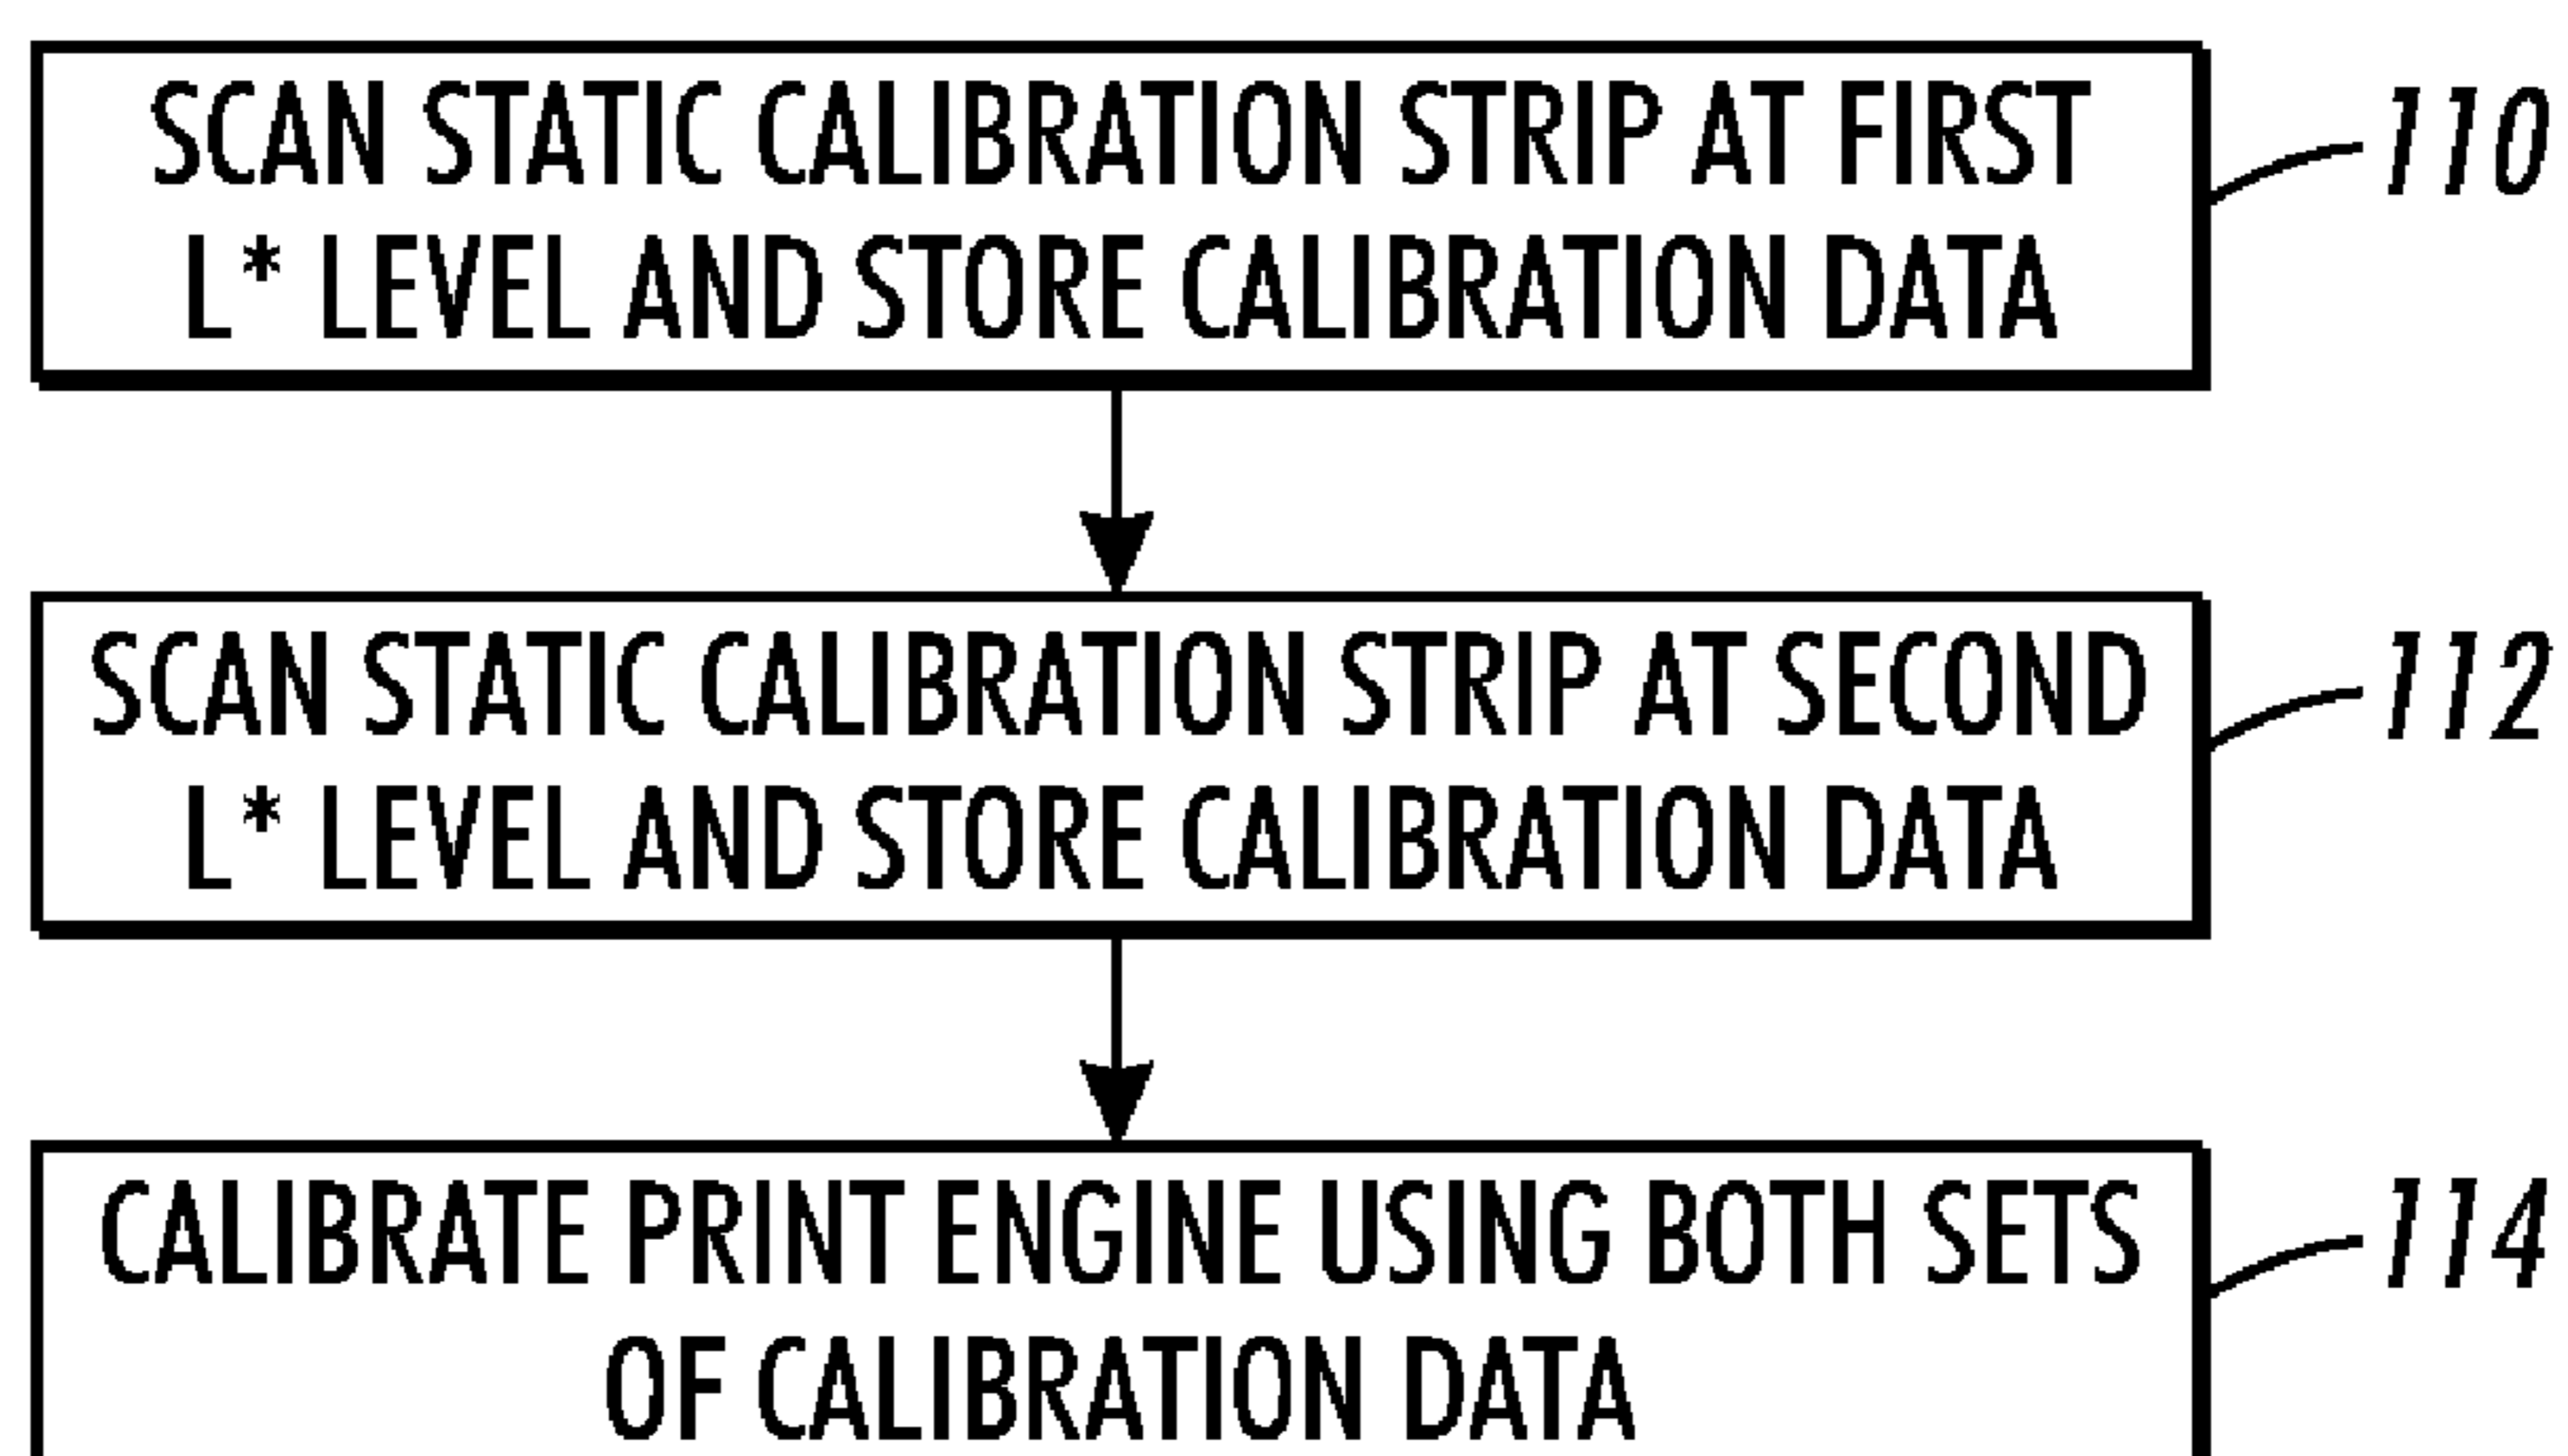 SCAN STATIC CALIBRATION STRIP AT FIRST
L* LEVEL AND STORE CALIBRATION DATA
110
SCAN STATIC CALIBRATION STRIP AT SECOND
L* LEVEL AND STORE CALIBRATION DATA
112
CALIBRATE PRINT ENGINE USING BOTH SETS
OF CALIBRATION DATA
114